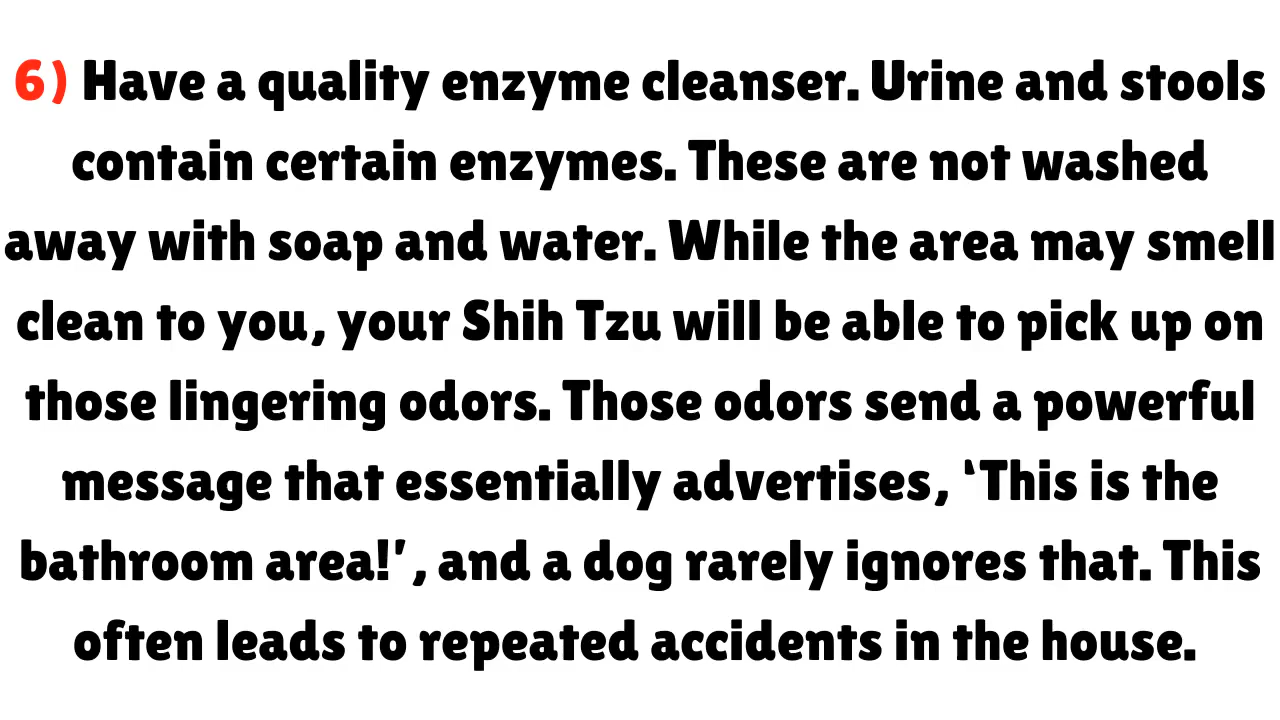 6) Have a quality enzyme cleanser. Urine and stools
contain certain enzymes. These are not washed
away with soap and water. While the area may smell
clean to you, your Shih Tzu will be able to pick up on
those lingering odors. Those odors send a powerful
message that essentially advertises, ‘This is the
bathroom area!’, and a dog rarely ignores that. This
often leads to repeated accidents in the house.